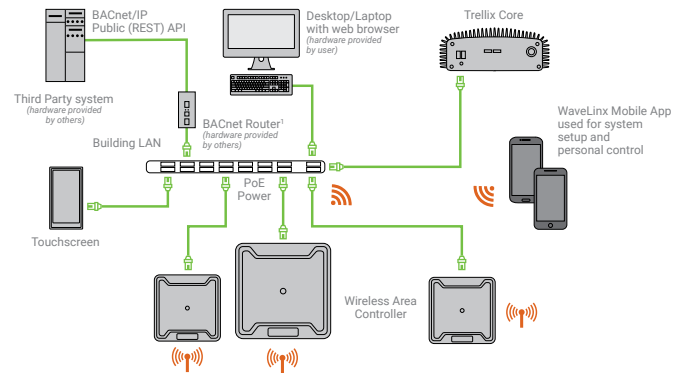 BACnet/IP
Public (REST) API
Desktop/Laptop
with web browser
(hardware provided
by user)
Trellix Core
Third Party system
(hardware provided
by others)
BACnet Router¹
(hardware provided
by others)
Building LAN
WaveLinx Mobile App
used for system
setup and
personal control
PoE
Power
Touchscreen
Wireless Area
Controller